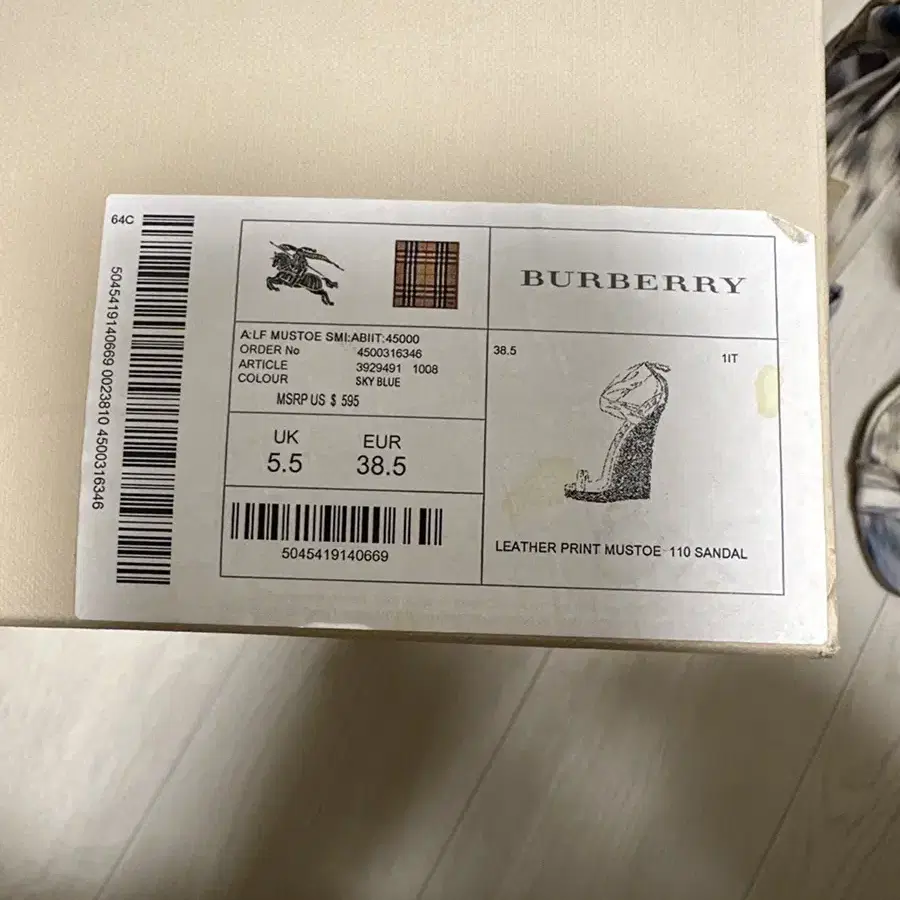 64C
5045419140669 0023810 4500316346
BURBERRY
A:LF MUSTOE SMI:ABIIT:45000
ORDER No 4500316346
ARTICLE 3929491 1008
COLOUR SKY BLUE
MSRP US $ 595
UK EUR
5.5 38.5
5045419140669
38.5 1IT
LEATHER PRINT MUSTOE 110 SANDAL